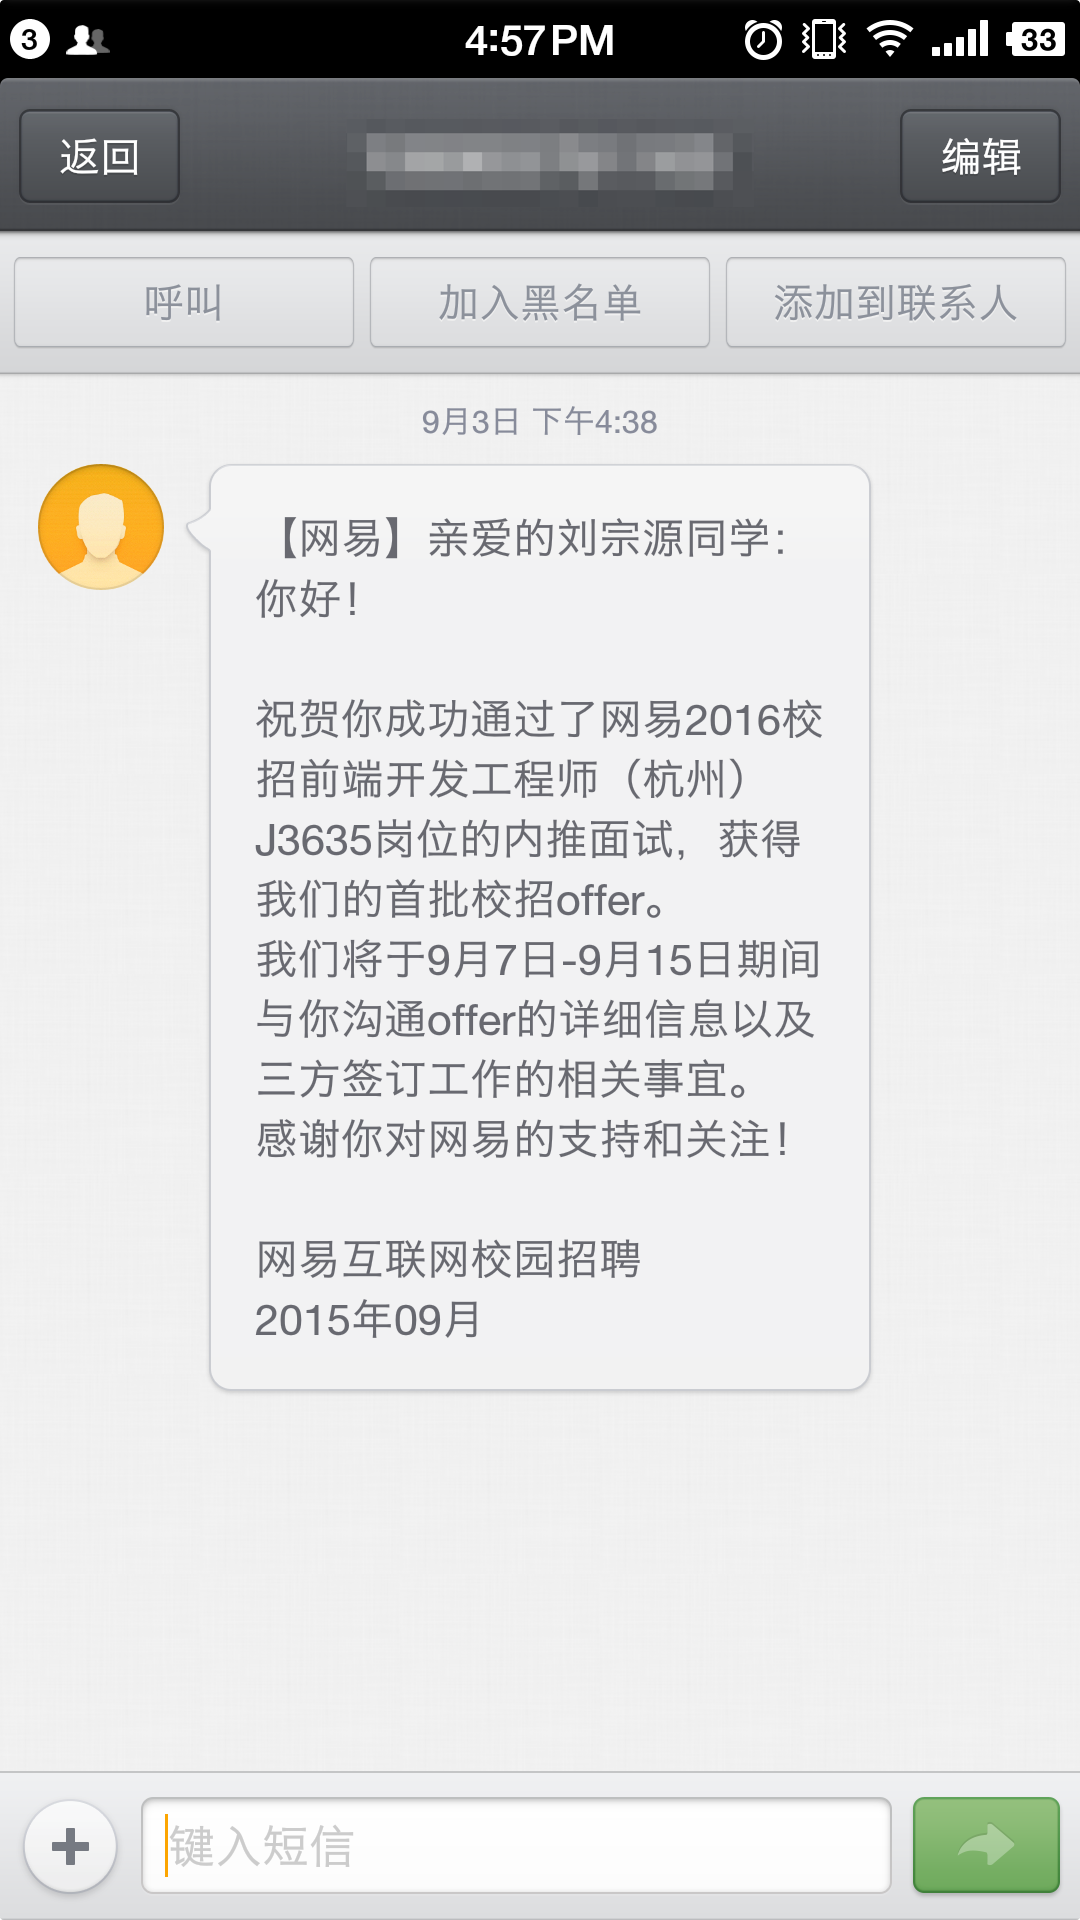 3
4:57 PM
33
返回
编辑
呼叫
加入黑名单
添加到联系人
9月3日 下午4:38
【网易】亲爱的刘宗源同学：
你好！
祝贺你成功通过了网易2016校
招前端开发工程师（杭州）
J3635岗位的内推面试，获得
我们的首批校招offer。
我们将于9月7日-9月15日期间
与你沟通offer的详细信息以及
三方签订工作的相关事宜。
感谢你对网易的支持和关注！
网易互联网校园招聘
2015年09月
键入短信